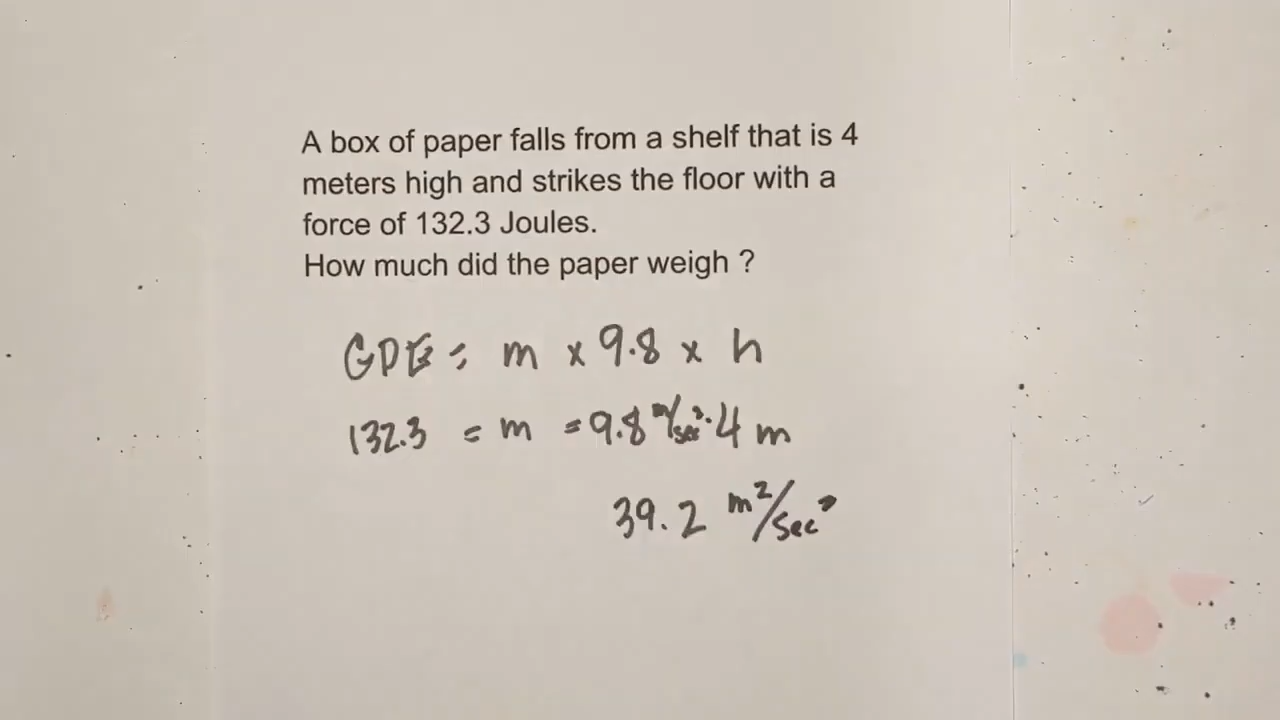 A box of paper falls from a shelf that is 4
meters high and strikes the floor with a
force of 132.3 Joules.
How much did the paper weigh ?
GPE = m x 9.8 x h
132.3 = m = 9.8 m/sec². 4 m
39.2 m²/sec²